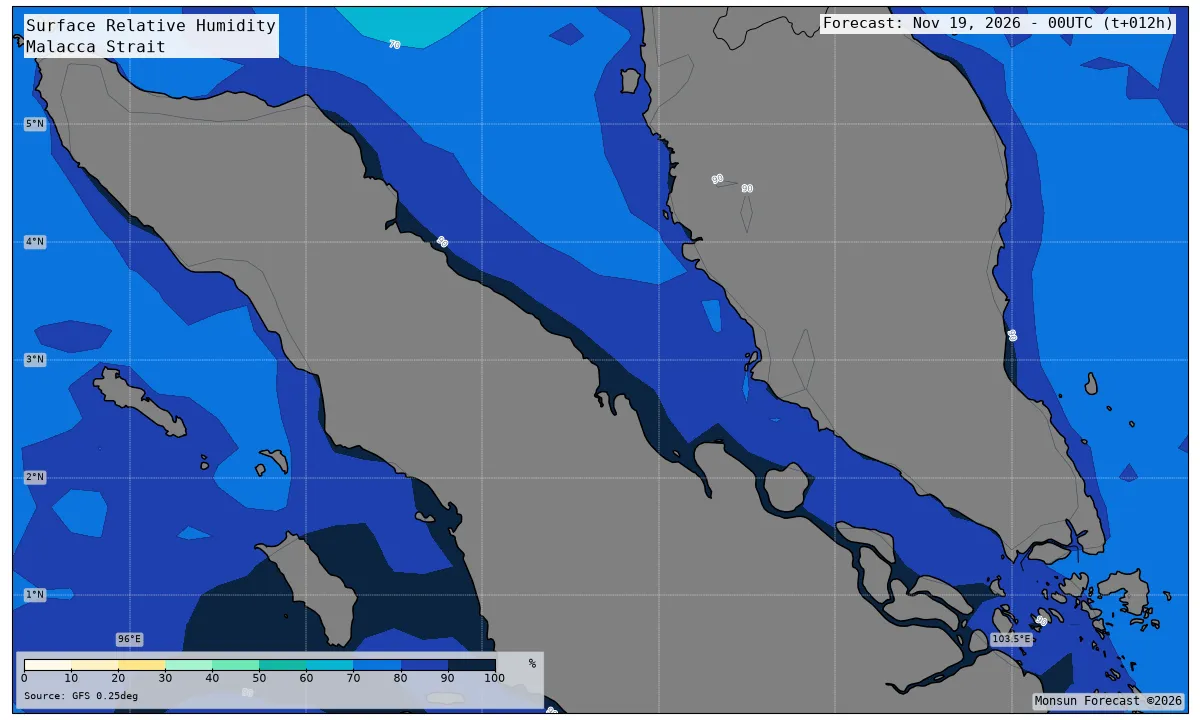 Surface Relative Humidity
Malacca Strait
Forecast: Nov 19, 2026 - 00UTC (t+012h)
70
5°N
90
90
4°N
90
90
3°N
2°N
1°N
96°E
103.5°E
%
0 10 20 30 40 50 60 70 80 90 100
Source: GFS 0.25deg
Monsun Forecast ©2026